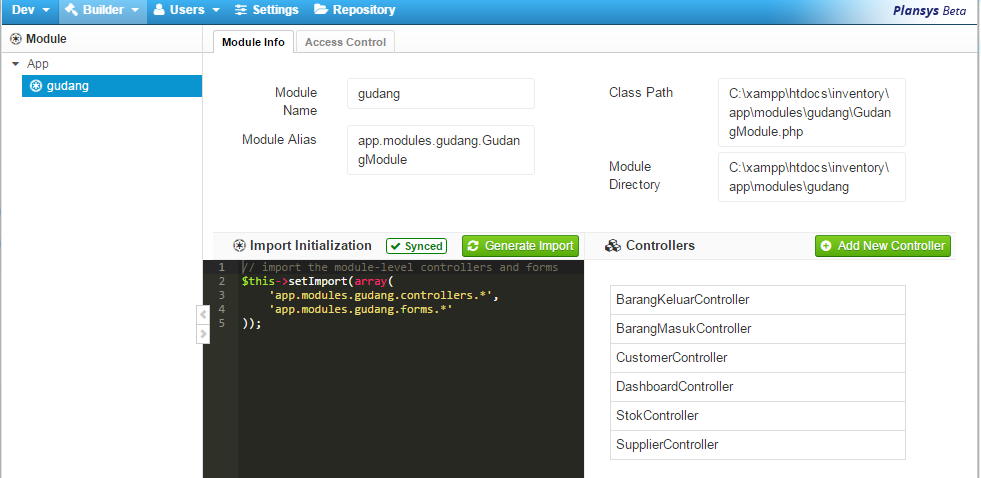 Dev Builder Users Settings Repository Plansys Beta
Module
App
gudang
Module Info Access Control
Module
Name
gudang
Module Alias
app.modules.gudang.Gudan
gModule
Class Path
C:\xampp\htdocs\inventory\
app\modules\gudang\Gudan
gModule.php
Module
Directory
C:\xampp\htdocs\inventory\
app\modules\gudang
Import Initialization Synced Generate Import
1 // import the module-level controllers and forms
2 $this->setImport(array(
3 'app.modules.gudang.controllers.*',
4 'app.modules.gudang.forms.*'
5 ));
Controllers Add New Controller
BarangKeluarController
BarangMasukController
CustomerController
DashboardController
StokController
SupplierController